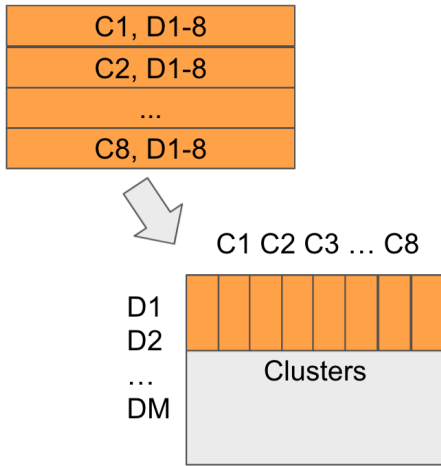 C1, D1-8
C2, D1-8
...
C8, D1-8
C1 C2 C3 ... C8
D1
D2
...
DM
Clusters